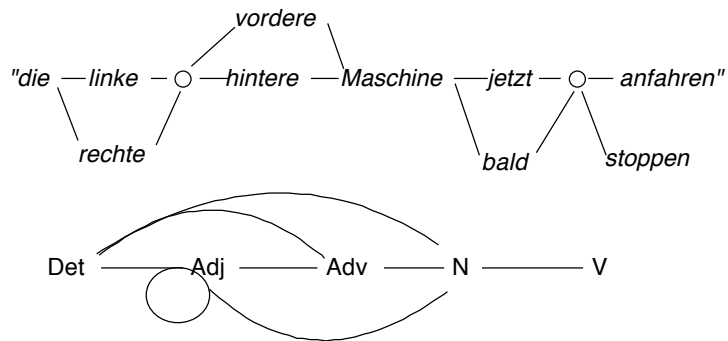 vordere
"die linke hintere Maschine jetzt anfahren"
rechte bald stoppen
Det Adj Adv N V